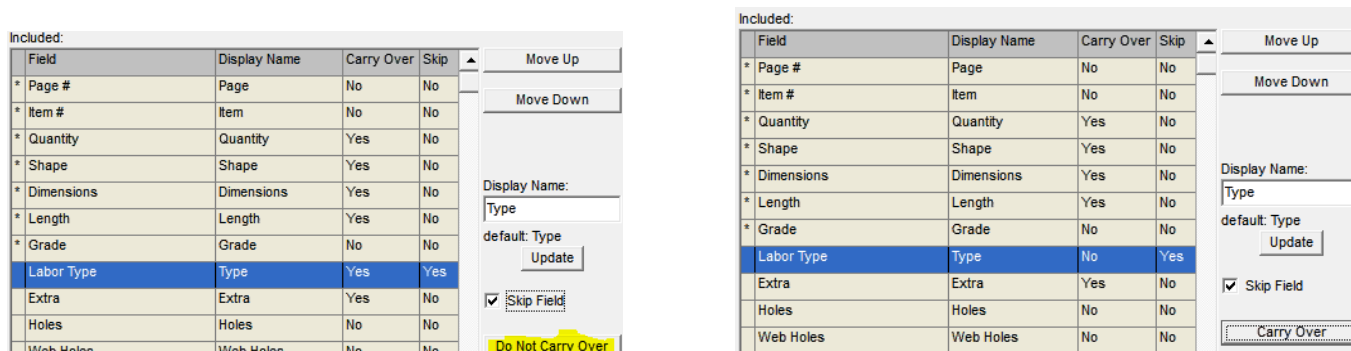 Included:
Field Display Name Carry Over Skip
* Page # Page No No
* Item # Item No No
* Quantity Quantity Yes No
* Shape Shape Yes No
* Dimensions Dimensions Yes No
* Length Length Yes No
* Grade Grade No No
Labor Type Type Yes Yes
Extra Extra Yes No
Holes Holes No No
Web Holes Web Holes No No
Move Up
Move Down
Display Name:
Type
default: Type
Update
Skip Field
Do Not Carry Over
Included:
Field Display Name Carry Over Skip
* Page # Page No No
* Item # Item No No
* Quantity Quantity Yes No
* Shape Shape Yes No
* Dimensions Dimensions Yes No
* Length Length Yes No
* Grade Grade No No
Labor Type Type No Yes
Extra Extra Yes No
Holes Holes No No
Web Holes Web Holes No No
Move Up
Move Down
Display Name:
Type
default: Type
Update
Skip Field
Carry Over